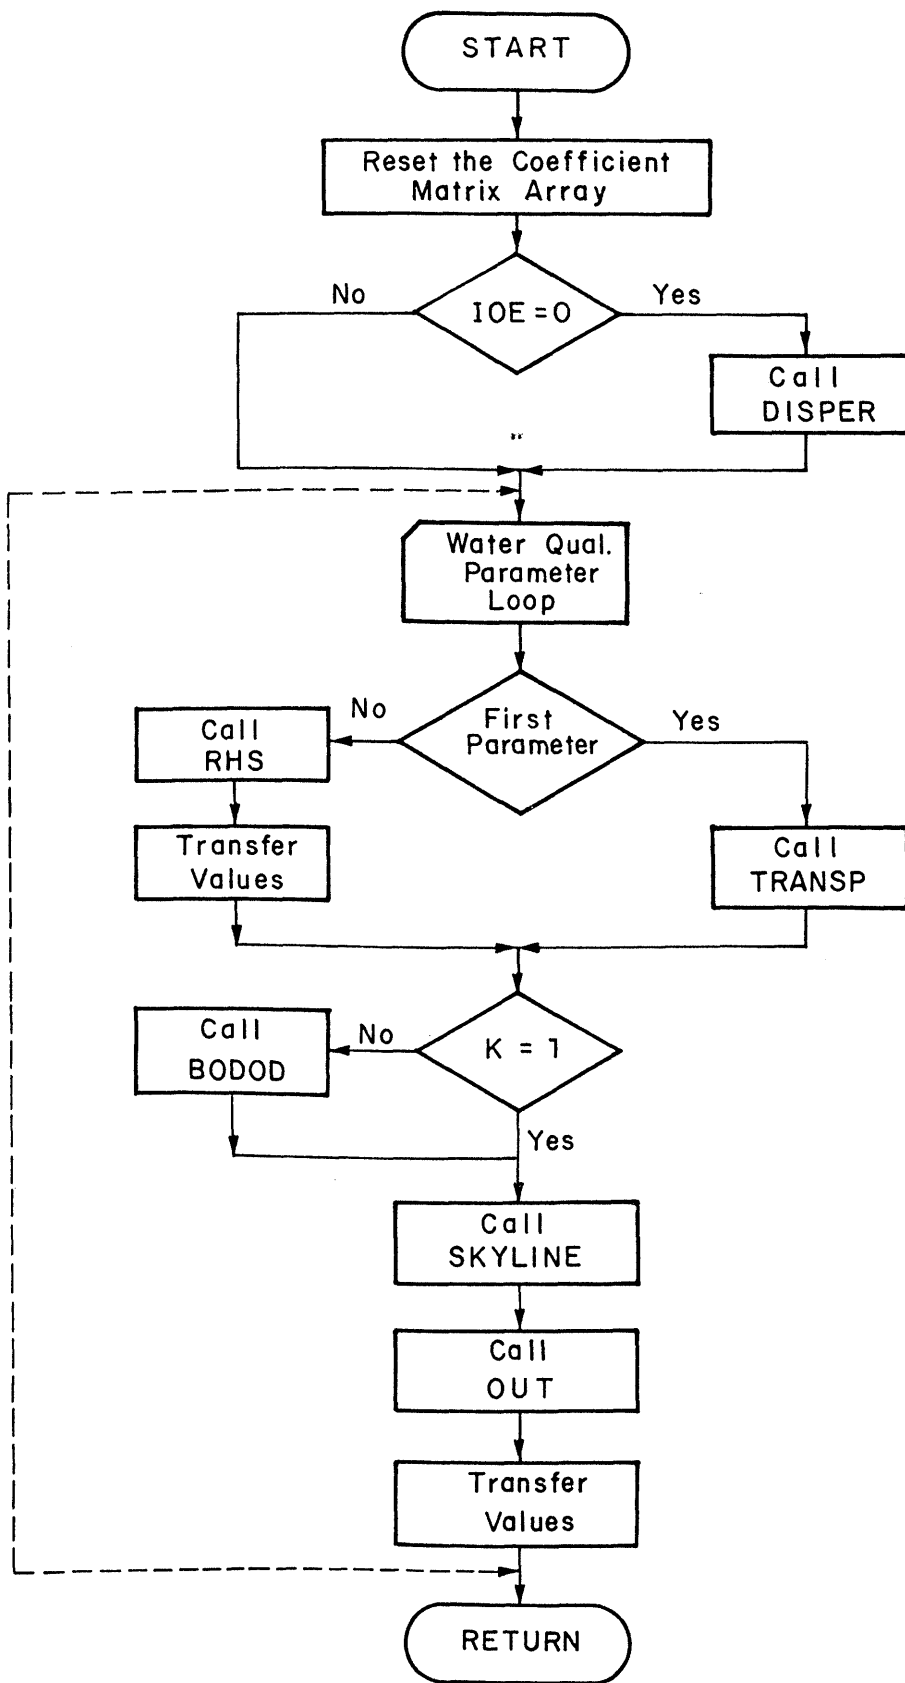 START
Reset the Coefficient
Matrix Array
IOE = 0
No
Yes
Call
DISPER
Water Qual.
Parameter
Loop
First
Parameter
No
Yes
Call
RHS
Transfer
Values
Call
TRANSP
K = 1
No
Call
BODOD
Yes
Call
SKYLINE
Call
OUT
Transfer
Values
RETURN